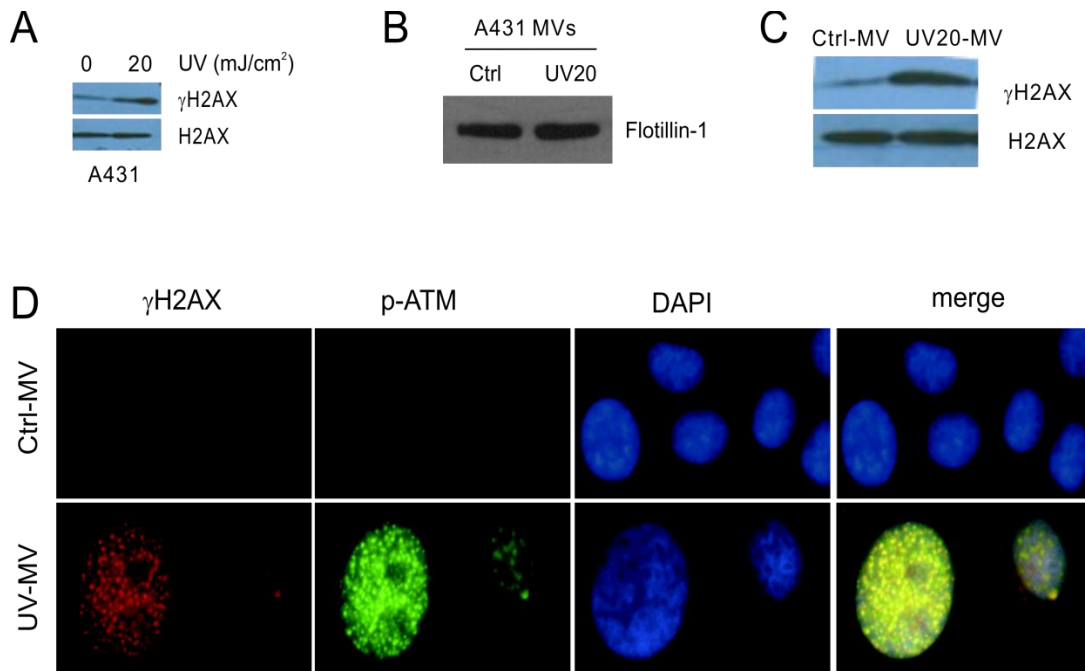 A
0 20 UV (mJ/cm²)
γH2AX
H2AX
A431
B
A431 MVs
Ctrl UV20
Flotillin-1
C
Ctrl-MV UV20-MV
γH2AX
H2AX
D
γH2AX p-ATM DAPI merge
Ctrl-MV
UV-MV